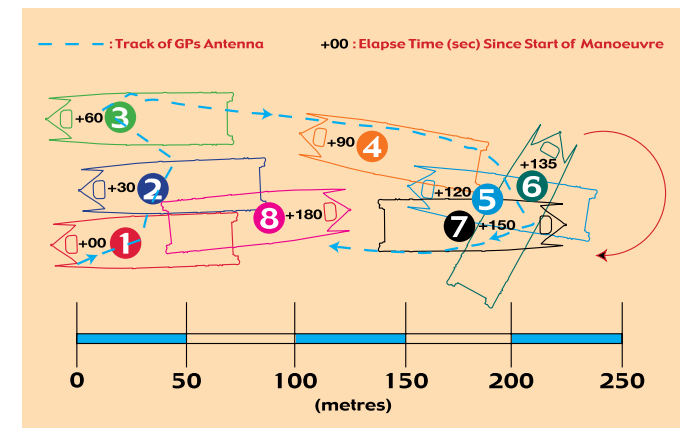 : Track of GPs Antenna
+00 : Elapse Time (sec) Since Start of Manoeuvre
+60 3
+90 4
+135
+30 2
+120 5 6
8 +180
7 +150
+00 1
0 50 100 150 200 250
(metres)